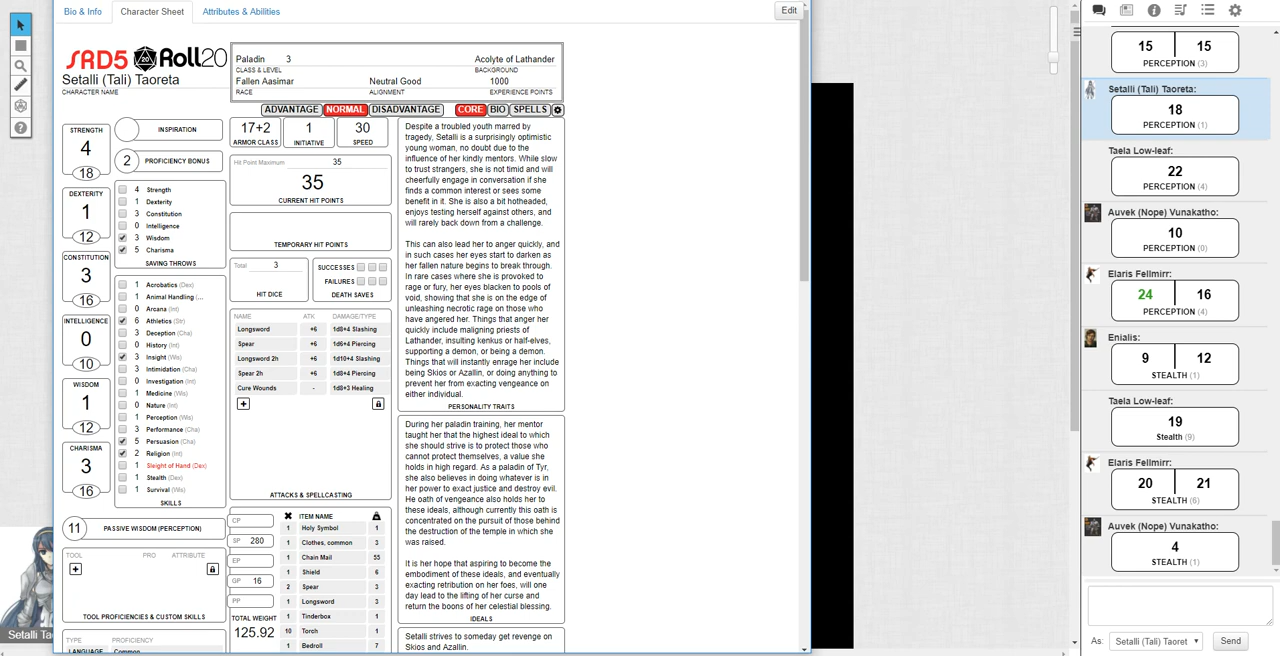 Bio & Info
Character Sheet
Attributes & Abilities
Edit
SRD5 Roll20
Setalli (Tali) Taoreta
CHARACTER NAME
Paladin 3
CLASS & LEVEL
Acolyte of Lathander
BACKGROUND
Fallen Aasimar
RACE
Neutral Good
ALIGNMENT
1000
EXPERIENCE POINTS
ADVANTAGE NORMAL DISADVANTAGE
CORE BIO SPELLS
STRENGTH
4
18
DEXTERITY
1
12
CONSTITUTION
3
16
INTELLIGENCE
0
10
WISDOM
1
12
CHARISMA
3
16
INSPIRATION
2 PROFICIENCY BONUS
4 Strength
1 Dexterity
3 Constitution
0 Intelligence
3 Wisdom
5 Charisma
SAVING THROWS
1 Acrobatics (Dex)
1 Animal Handling (...
0 Arcana (Int)
6 Athletics (Str)
3 Deception (Cha)
0 History (Int)
3 Insight (Wis)
3 Intimidation (Cha)
0 Investigation (Int)
1 Medicine (Wis)
0 Nature (Int)
1 Perception (Wis)
3 Performance (Cha)
5 Persuasion (Cha)
2 Religion (Int)
1 Sleight of Hand (Dex)
1 Stealth (Dex)
1 Survival (Wis)
SKILLS
11 PASSIVE WISDOM (PERCEPTION)
TOOL PRO ATTRIBUTE
+
TOOL PROFICIENCIES & CUSTOM SKILLS
TYPE PROFICIENCY
LANGUAGE Common
17+2
ARMOR CLASS
1
INITIATIVE
30
SPEED
Hit Point Maximum 35
35
CURRENT HIT POINTS
TEMPORARY HIT POINTS
Total 3
HIT DICE
SUCCESSES
FAILURES
DEATH SAVES
NAME ATK DAMAGE/TYPE
Longsword +6 1d8+4 Slashing
Spear +6 1d6+4 Piercing
Longsword 2h +6 1d10+4 Slashing
Spear 2h +6 1d8+4 Piercing
Cure Wounds - 1d8+3 Healing
+
ATTACKS & SPELLCASTING
CP
SP 280
EP
GP 16
PP
TOTAL WEIGHT
125.92
ITEM NAME
1 Holy Symbol 1
1 Clothes, common 3
1 Chain Mail 55
1 Shield 6
2 Spear 3
1 Longsword 3
1 Tinderbox 1
10 Torch 1
1 Bedroll 7
Despite a troubled youth marred by
tragedy, Setalli is a surprisingly optimistic
young woman, no doubt due to the
influence of her kindly mentors. While slow
to trust strangers, she is not timid and will
cheerfully engage in conversation if she
finds a common interest or sees some
benefit in it. She is also a bit hotheaded,
enjoys testing herself against others, and
will rarely back down from a challenge.
This can also lead her to anger quickly, and
in such cases her eyes start to darken as
her fallen nature begins to break through.
In rare cases where she is provoked to
rage or fury, her eyes blacken to pools of
void, showing that she is on the edge of
unleashing necrotic rage on those who
have angered her. Things that anger her
quickly include maligning priests of
Lathander, insulting kenkus or half-elves,
supporting a demon, or being a demon.
Things that will instantly enrage her include
being Skios or Azallin, or doing anything to
prevent her from exacting vengeance on
either individual.
PERSONALITY TRAITS
During her paladin training, her mentor
taught her that the highest ideal to which
she should strive is to protect those who
cannot protect themselves, a value she
holds in high regard. As a paladin of Tyr,
she also believes in doing whatever is in
her power to exact justice and destroy evil.
He oath of vengeance also holds her to
these ideals, although currently this oath is
concentrated on the pursuit of those behind
the destruction of the temple in which she
was raised.
It is her hope that aspiring to become the
embodiment of these ideals, and eventually
exacting retribution on her foes, will one
day lead to the lifting of her curse and
return the boons of her celestial blessing.
IDEALS
Setalli strives to someday get revenge on
Skios and Azallin.
Setalli Ta
15 15
PERCEPTION (3)
Setalli (Tali) Taoreta:
18
PERCEPTION (1)
Taela Low-leaf:
22
PERCEPTION (4)
Auvek (Nope) Vunakatho:
10
PERCEPTION (0)
Elaris Fellmirr:
24 16
PERCEPTION (4)
Enialis:
9 12
STEALTH (1)
Taela Low-leaf:
19
Stealth (9)
Elaris Fellmirr:
20 21
STEALTH (6)
Auvek (Nope) Vunakatho:
4
STEALTH (1)
As: Setalli (Tali) Taoret Send